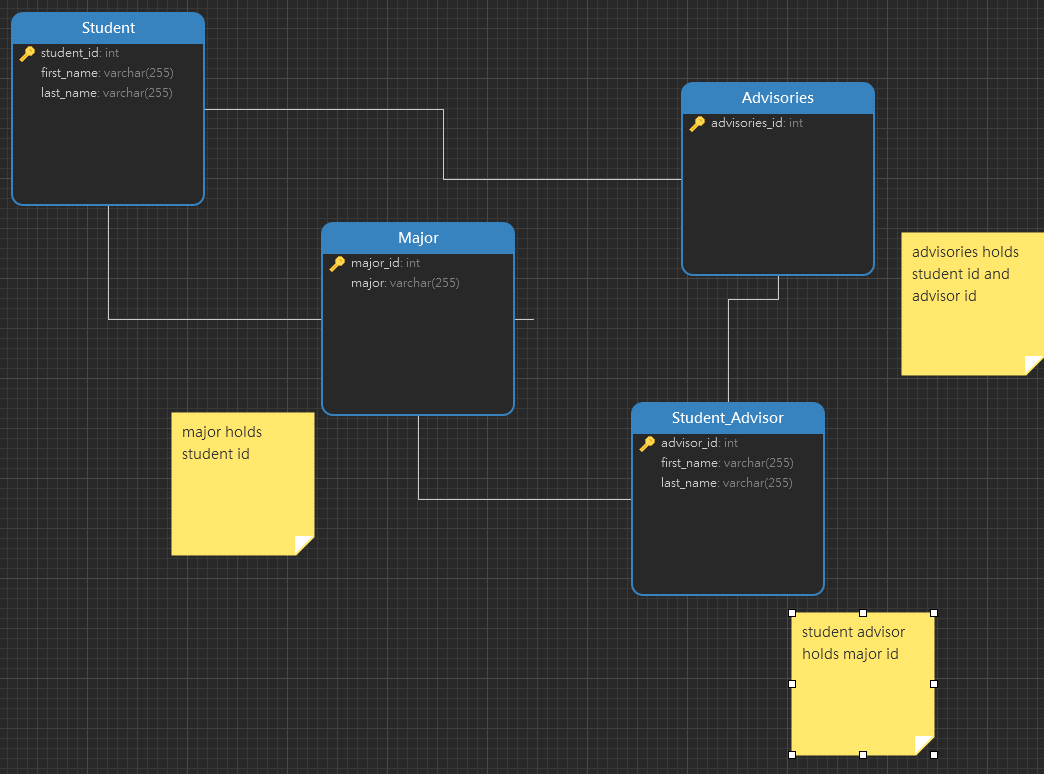 Student
student_id: int
first_name: varchar(255)
last_name: varchar(255)
Advisories
advisories_id: int
Major
major_id: int
major: varchar(255)
advisories holds
student id and
advisor id
major holds
student id
Student_Advisor
advisor_id: int
first_name: varchar(255)
last_name: varchar(255)
student advisor
holds major id